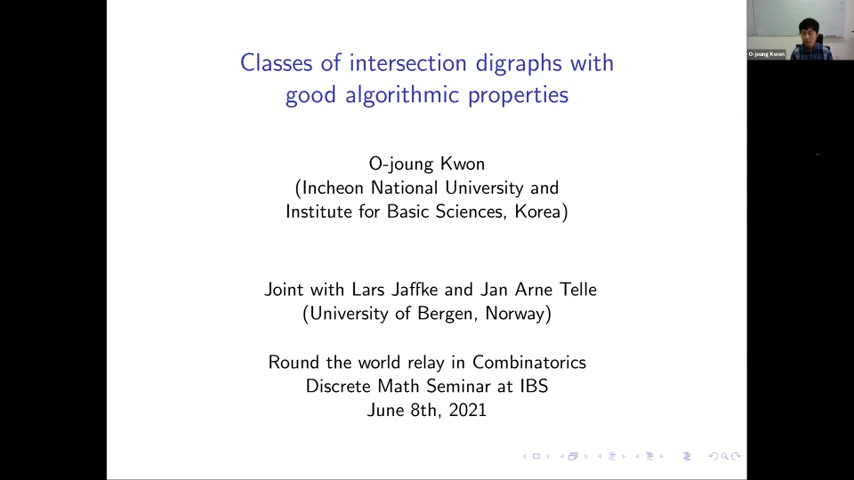 Classes of intersection digraphs with
good algorithmic properties
O-joung Kwon
(Incheon National University and
Institute for Basic Sciences, Korea)
Joint with Lars Jaffke and Jan Arne Telle
(University of Bergen, Norway)
Round the world relay in Combinatorics
Discrete Math Seminar at IBS
June 8th, 2021
O-joung Kwon